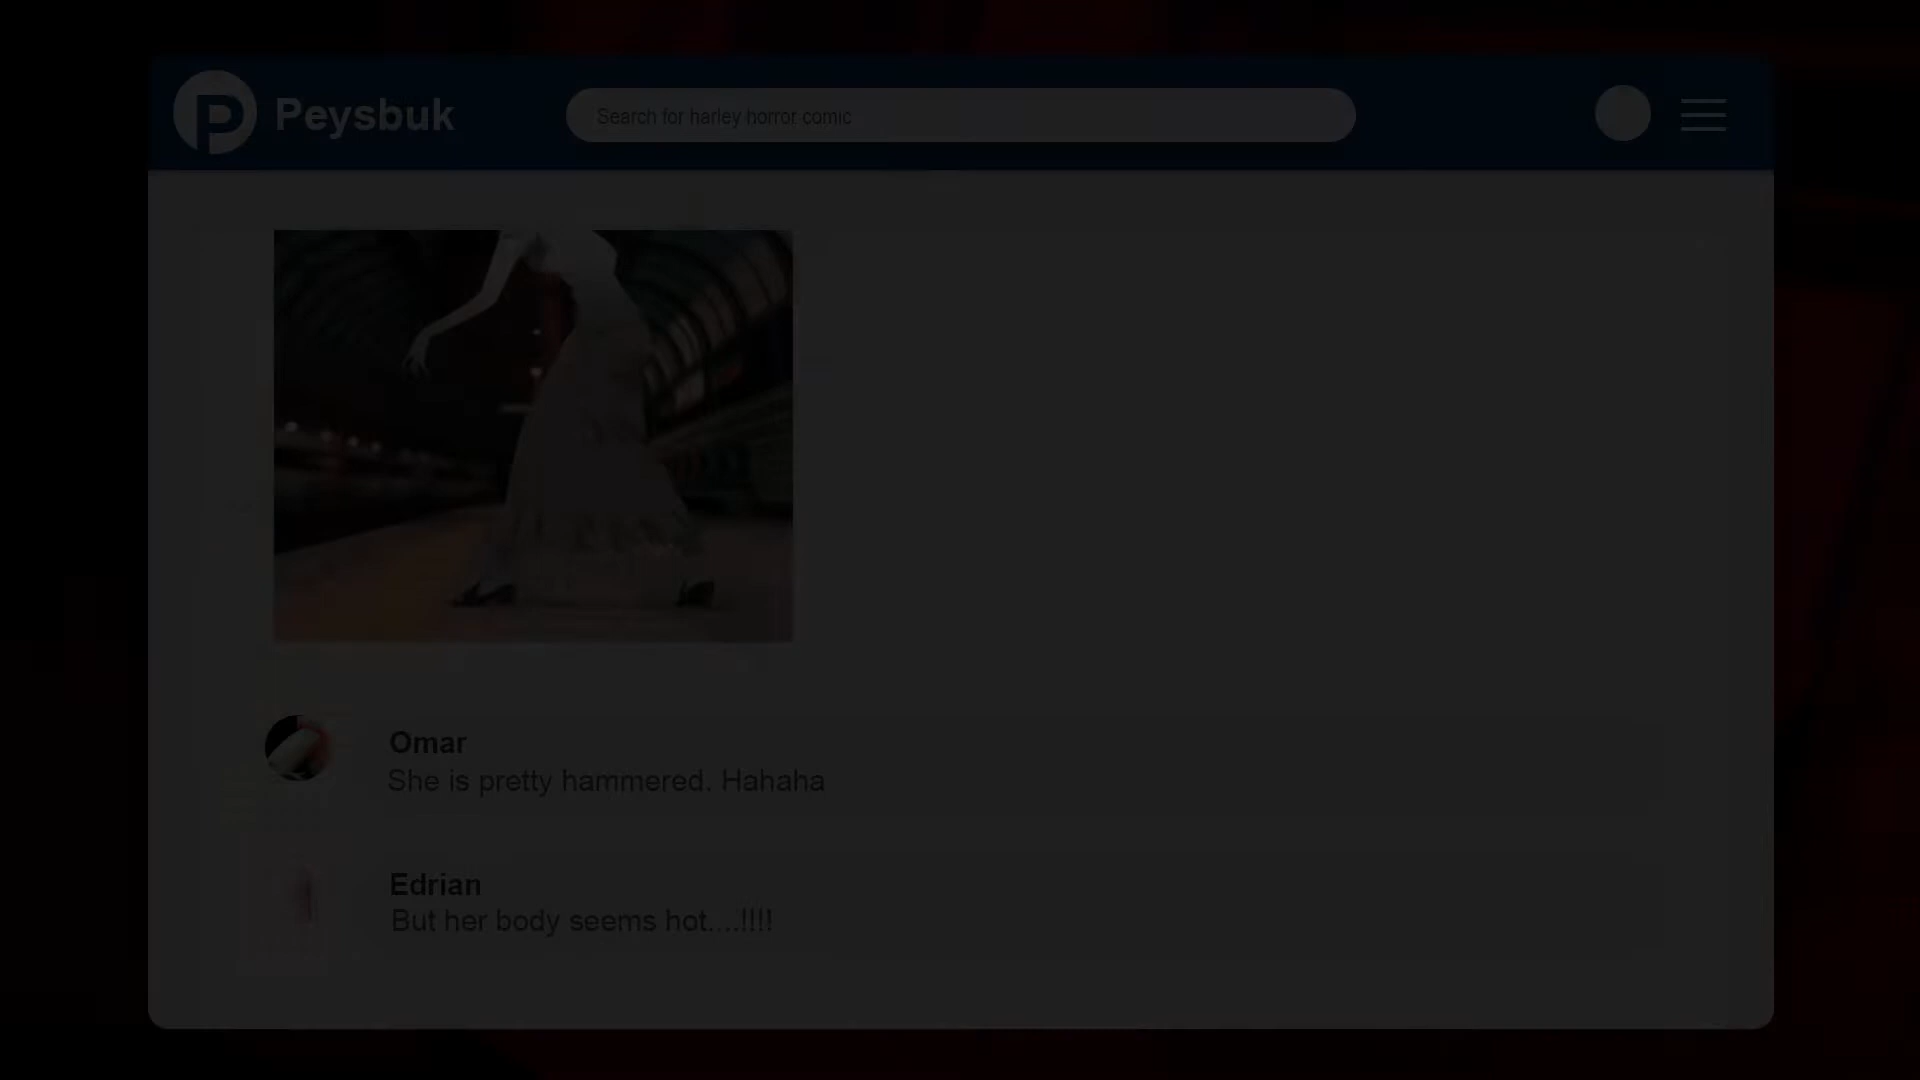 Peysbuk
Search for harley horror comic
Omar
She is pretty hammered. Hahaha
Edrian
But her body seems hot....!!!!